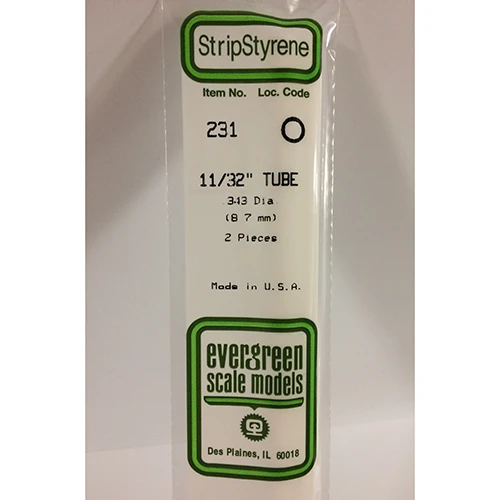 StripStyrene
Item No. Loc. Code
231 O
11/32" TUBE
.343 Dia.
(8.7 mm)
2 Pieces
Made in U.S.A.
evergreen
scale models
Des Plaines, IL 60018